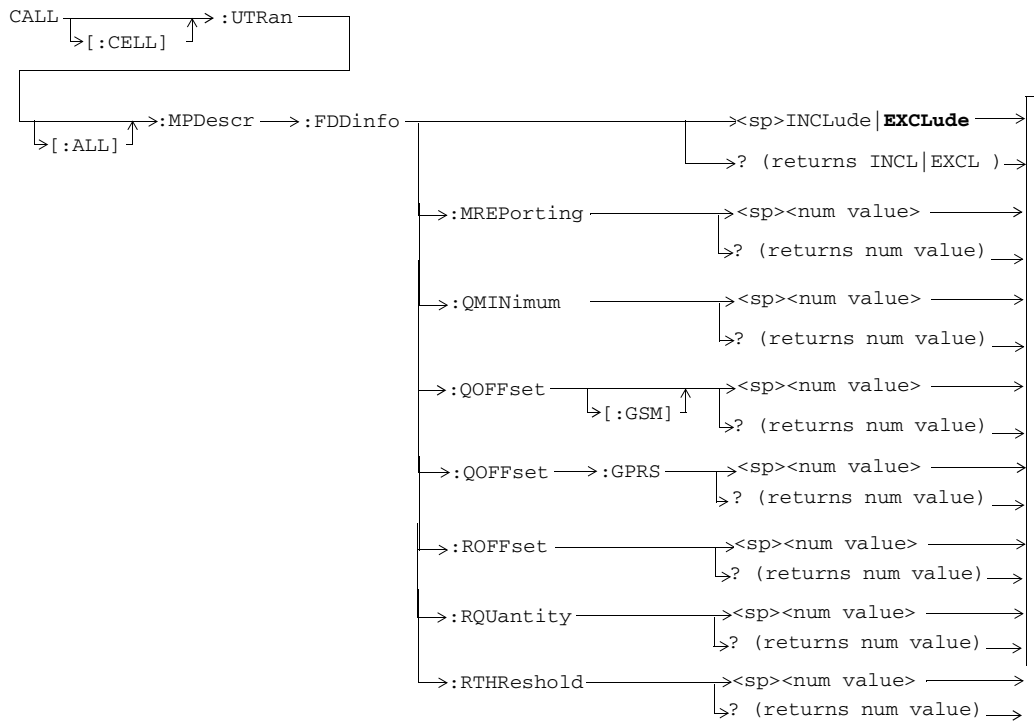 CALL :UTRan
[:CELL]
:MPDescr :FDDinfo <sp>INCLude|EXCLude
[:ALL]
? (returns INCL|EXCL )
:MREPorting <sp><num value>
? (returns num value)
:QMINimum <sp><num value>
? (returns num value)
:QOFFset <sp><num value>
[:GSM]
? (returns num value)
:QOFFset :GPRS <sp><num value>
? (returns num value)
:ROFFset <sp><num value>
? (returns num value)
:RQUantity <sp><num value>
? (returns num value)
:RTHReshold <sp><num value>
? (returns num value)